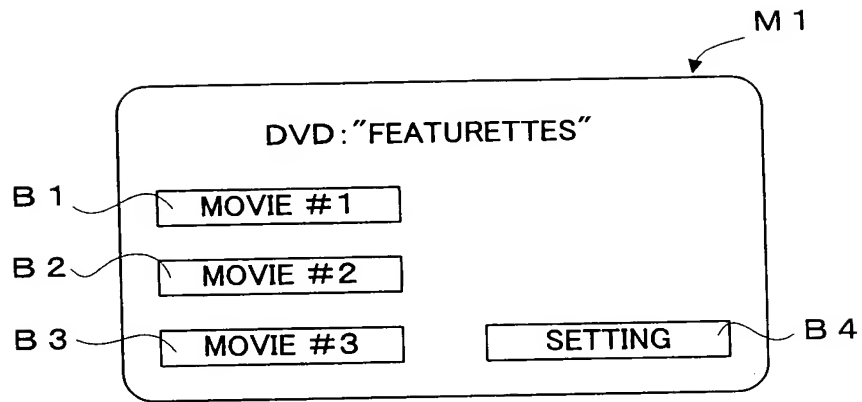 M1
DVD:"FEATURETTES"
B1 MOVIE #1
B2 MOVIE #2
B3 MOVIE #3 SETTING B4